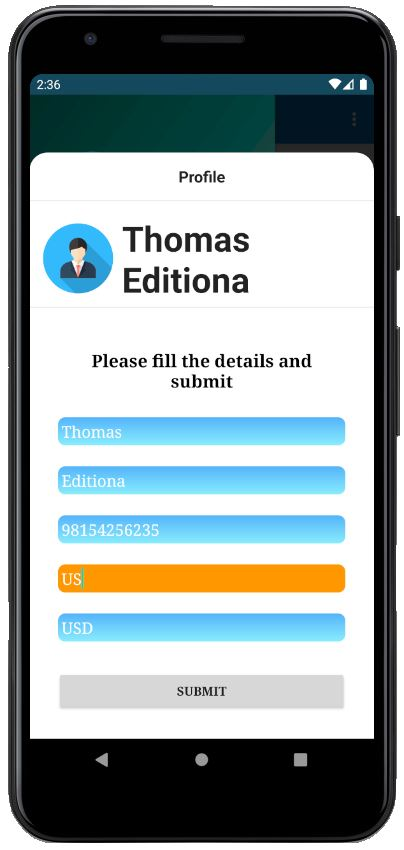 2:36
Profile
Thomas
Editiona
Please fill the details and
submit
Thomas
Editiona
98154256235
US
USD
SUBMIT